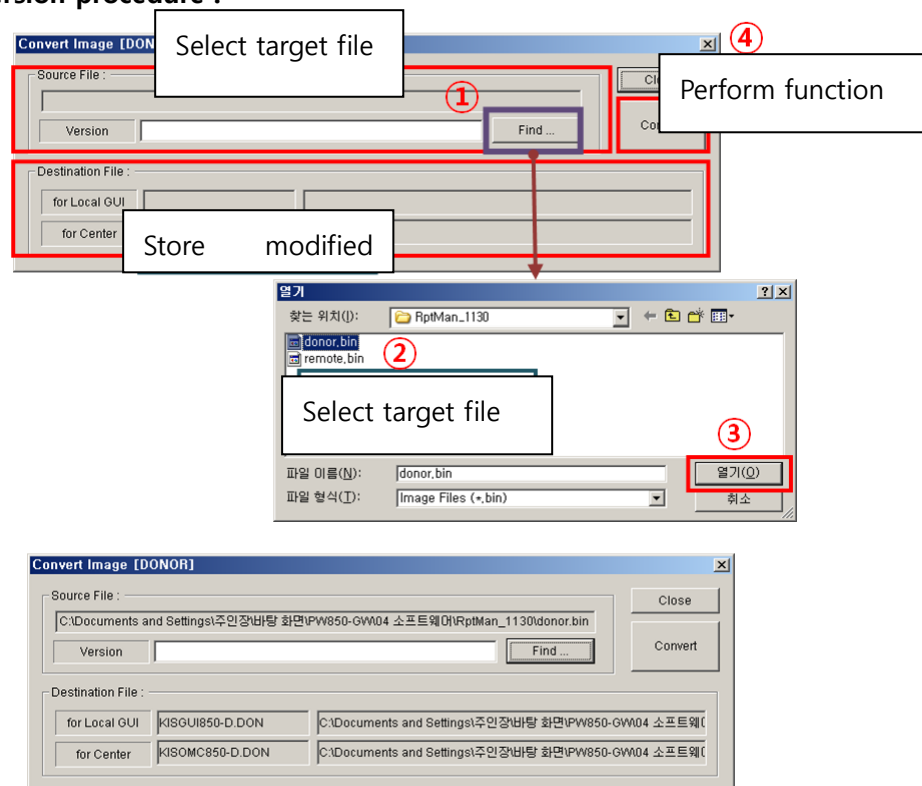 Convert Image [DON
Select target file
④
Source File :
①
Perform function
Version
Find ...
Destination File :
for Local GUI
for Center
Store modified
열기
찾는 위치(I):
RptMan_1130
donor.bin
remote.bin
②
Select target file
③
파일 이름(N):
donor.bin
열기(O)
파일 형식(T):
Image Files (*.bin)
취소
Convert Image [DONOR]
Source File :
Close
C:\Documents and Settings\주인장\바탕 화면\PW850-GW\04 소프트웨어\RptMan_1130\donor.bin
Version
Find ...
Convert
Destination File :
for Local GUI
KISGUI850-D.DON
C:\Documents and Settings\주인장\바탕 화면\PW850-GW\04 소프트웨어
for Center
KISOMC850-D.DON
C:\Documents and Settings\주인장\바탕 화면\PW850-GW\04 소프트웨어